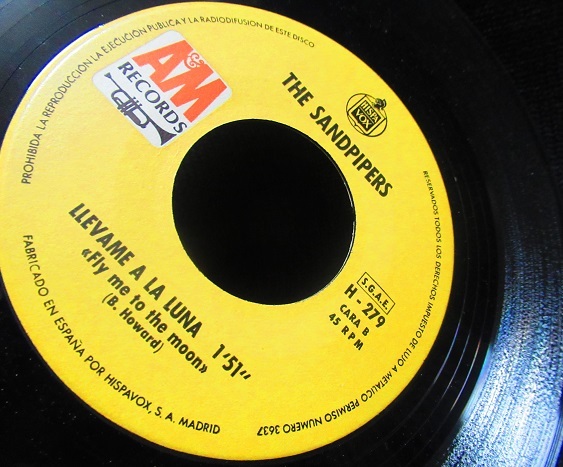 PROHIBIDA LA REPRODUCCION LA EJECUCION PUBLICA Y LA RADIODIFUSION DE ESTE DISCO
A&M
RECORDS
THE SANDPIPERS
HISPAVOX
RESERVADOS TODOS LOS DERECHOS IMPUESTO DE LUJO A METALICO PERMISO NUMERO 3637
LLEVAME A LA LUNA 1'51"
«Fly me to the moon»
(B. Howard)
S.G.A.E.
H - 279
CARA B
45 RPM
FABRICADO EN ESPAÑA POR HISPAVOX, S. A. MADRID